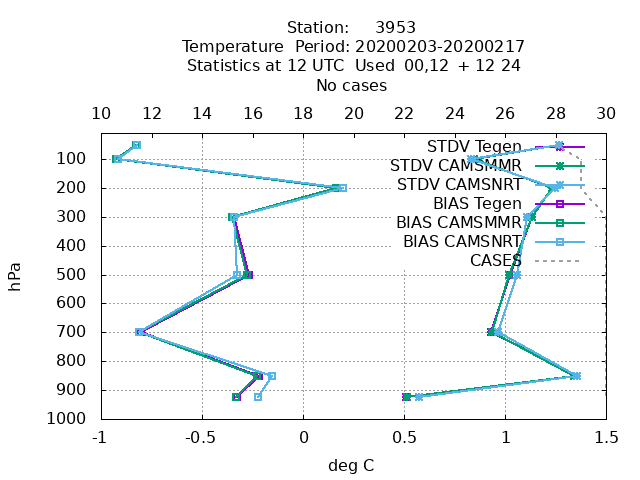 Station: 3953
Temperature Period: 20200203-20200217
Statistics at 12 UTC Used 00,12 + 12 24
No cases
10 12 14 16 18 20 22 24 26 28 30
STDV Tegen
STDV CAMSMMR
STDV CAMSNRT
BIAS Tegen
BIAS CAMSMMR
BIAS CAMSNRT
CASES
hPa
100
200
300
400
500
600
700
800
900
1000
-1 -0.5 0 0.5 1 1.5
deg C